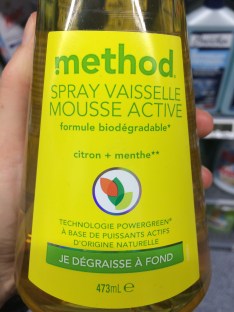 method®
SPRAY VAISSELLE
MOUSSE ACTIVE
formule biodégradable*
citron + menthe**
TECHNOLOGIE POWERGREEN®
À BASE DE PUISSANTS ACTIFS
D'ORIGINE NATURELLE
JE DÉGRAISSE À FOND
473mL e